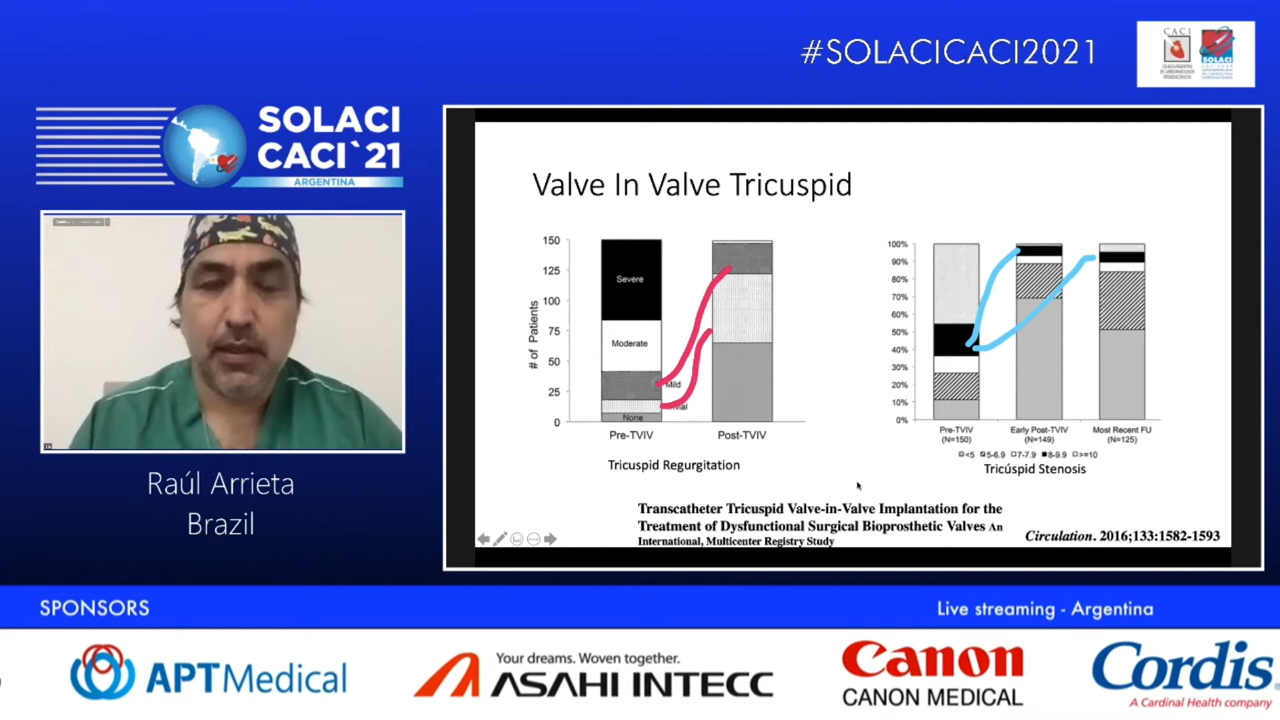 #SOLACICACI2021
CACI
SOLACI
SOLACI
CACI`21
ARGENTINA
Raúl Arrieta
Brazil
Valve In Valve Tricuspid
# of Patients
150
125
100
75
50
25
0
Severe
Moderate
Mild
None
Pre-TVIV
Post-TVIV
Tricuspid Regurgitation
100%
90%
80%
70%
60%
50%
40%
30%
20%
10%
0%
Pre-TVIV
(N=150)
Early Post-TVIV
(N=149)
Most Recent FU
(N=125)
<5 5-6.9 7-7.9 8-9.9 >=10
Tricúspid Stenosis
Transcatheter Tricuspid Valve-in-Valve Implantation for the
Treatment of Dysfunctional Surgical Bioprosthetic Valves An
International, Multicenter Registry Study
Circulation. 2016;133:1582-1593
SPONSORS
Live streaming - Argentina
APTMedical
Your dreams. Woven together.
ASAHI INTECC
Canon
CANON MEDICAL
Cordis
A Cardinal Health company